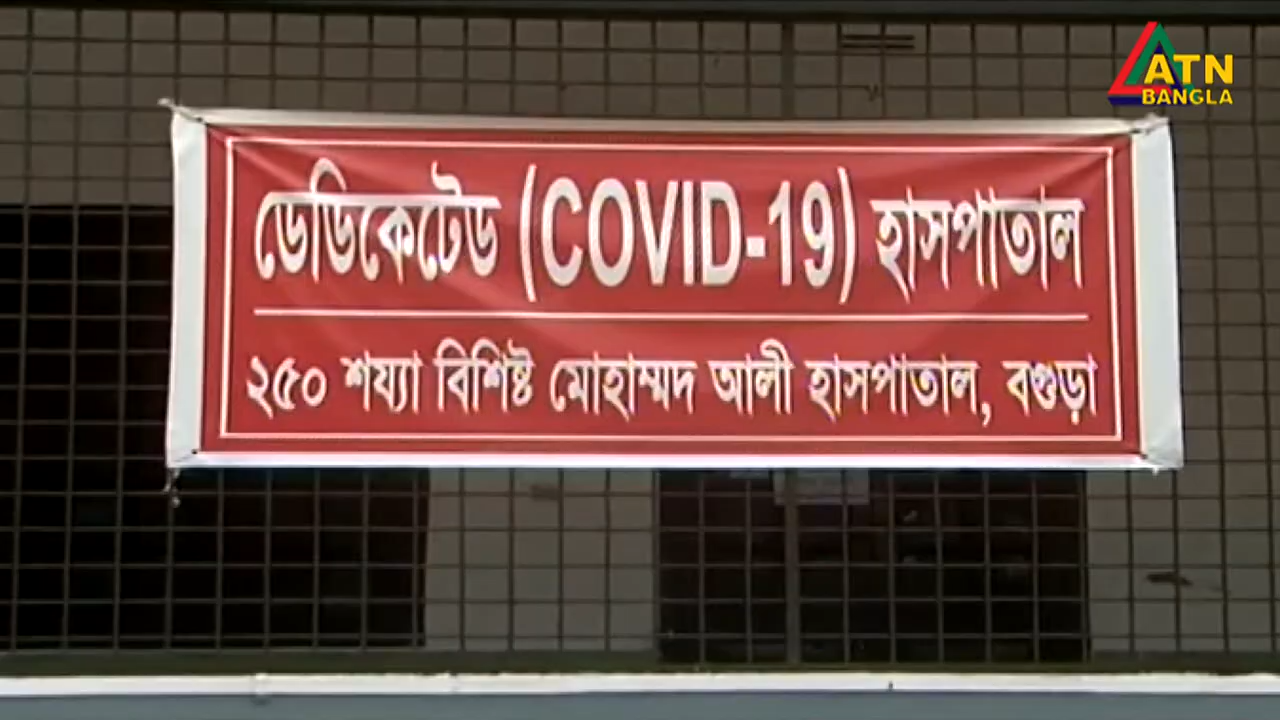 ATN
BANGLA
ডেডিকেটেড (COVID-19) হাসপাতাল
২৫০ শয্যা বিশিষ্ট মোহাম্মদ আলী হাসপাতাল, বগুড়া